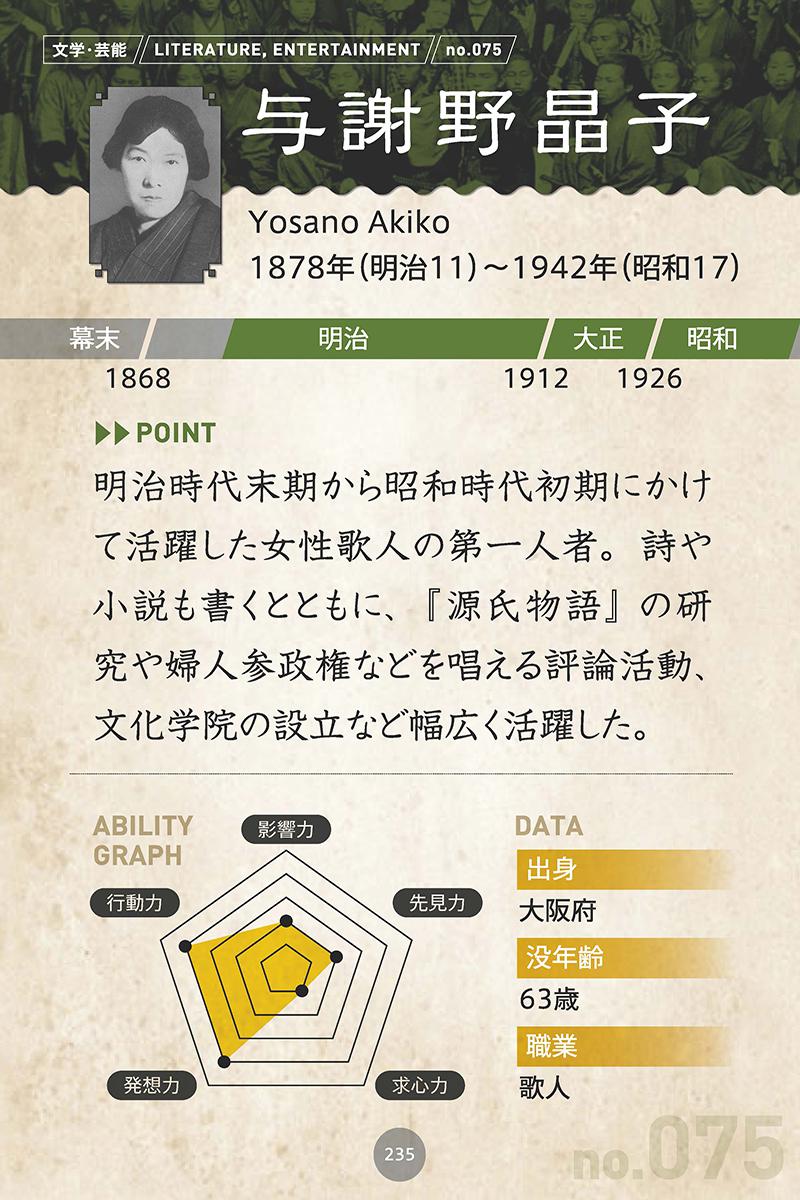 文学・芸能 LITERATURE, ENTERTAINMENT no.075
与謝野晶子
Yosano Akiko
1878年(明治11)～1942年(昭和17)
幕末 明治 大正 昭和
1868 1912 1926
POINT
明治時代末期から昭和時代初期にかけ
て活躍した女性歌人の第一人者。詩や
小説も書くとともに、『源氏物語』の研
究や婦人参政権などを唱える評論活動、
文化学院の設立など幅広く活躍した。
ABILITY
GRAPH
影響力
行動力
先見力
発想力
求心力
DATA
出身
大阪府
没年齢
63歳
職業
歌人
235
no.075